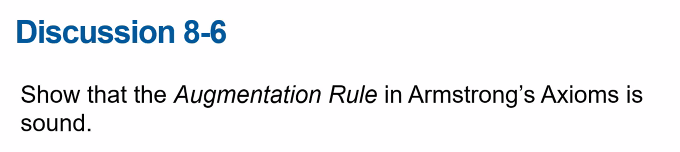 Discussion 8-6
Show that the Augmentation Rule in Armstrong's Axioms is
sound.